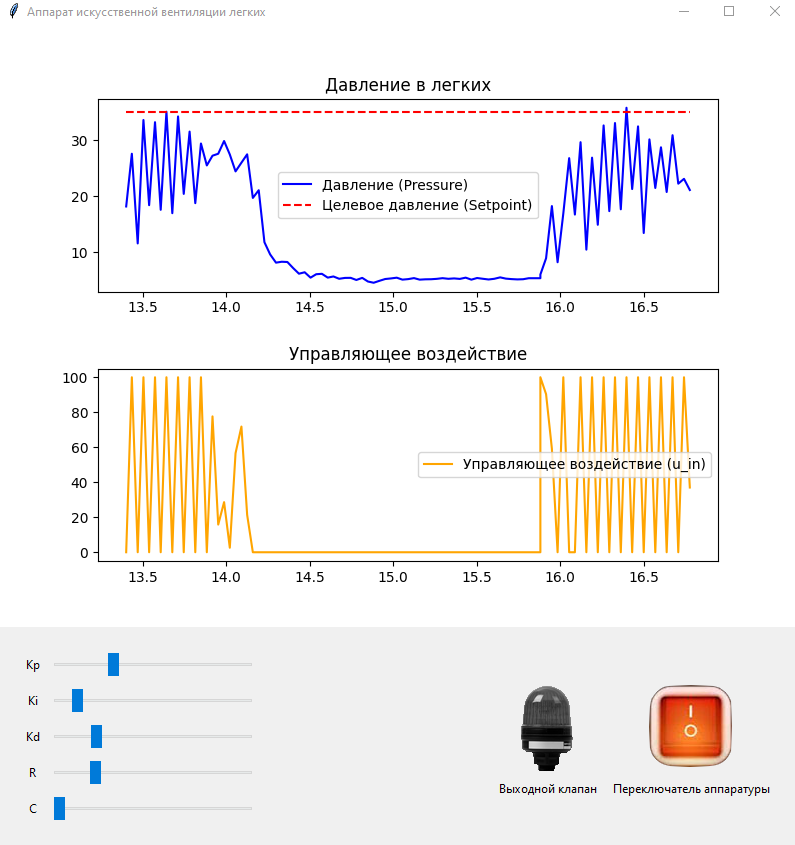 Аппарат искусственной вентиляции легких
Давление в легких
30
20
10
Давление (Pressure)
Целевое давление (Setpoint)
13.5 14.0 14.5 15.0 15.5 16.0 16.5
Управляющее воздействие
100
80
60
40
20
0
Управляющее воздействие (u_in)
13.5 14.0 14.5 15.0 15.5 16.0 16.5
Kp
Ki
Kd
R
C
Выходной клапан
Переключатель аппаратуры